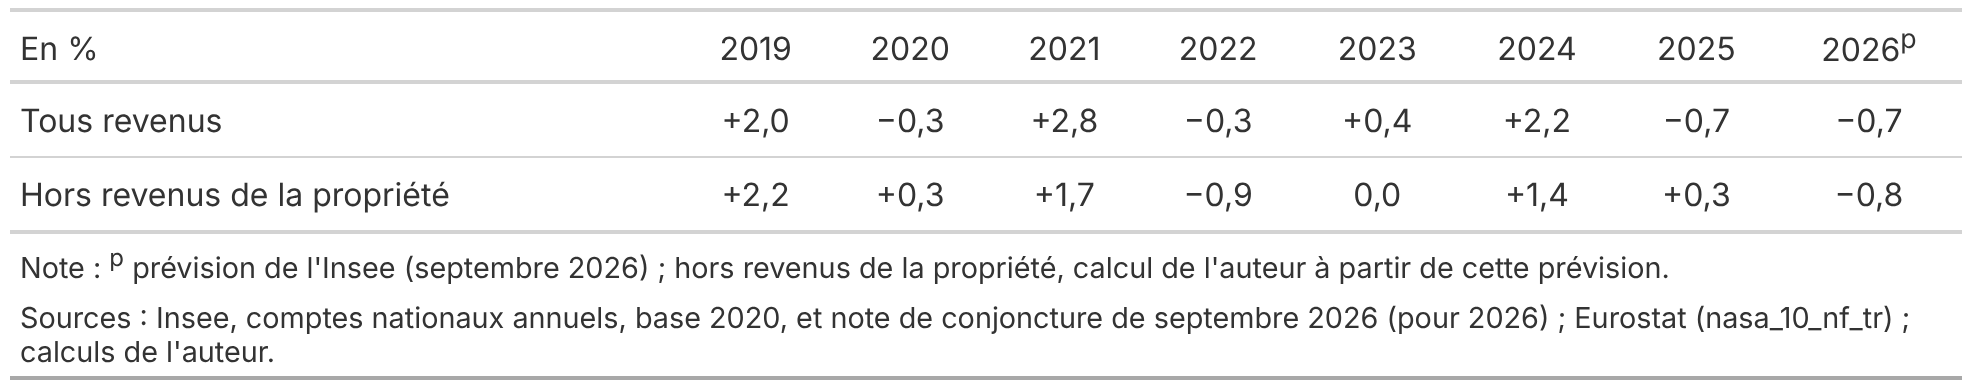 En % 2019 2020 2021 2022 2023 2024 2025 2026ᵖ
Tous revenus +2,0 −0,3 +2,8 −0,3 +0,4 +2,2 −0,7 −0,7
Hors revenus de la propriété +2,2 +0,3 +1,7 −0,9 0,0 +1,4 +0,3 −0,8
Note : ᵖ prévision de l'Insee (septembre 2026) ; hors revenus de la propriété, calcul de l'auteur à partir de cette prévision.
Sources : Insee, comptes nationaux annuels, base 2020, et note de conjoncture de septembre 2026 (pour 2026) ; Eurostat (nasa_10_nf_tr) ;
calculs de l'auteur.